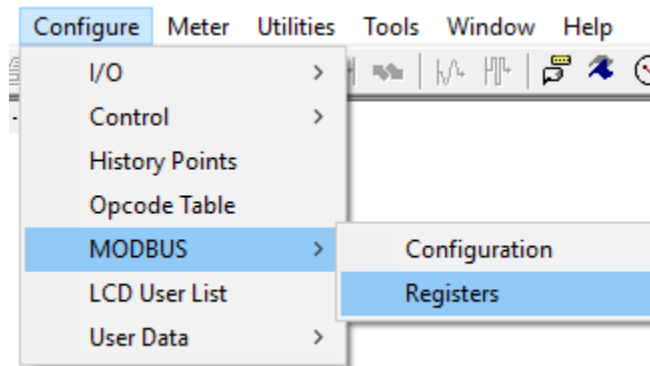 Configure Meter Utilities Tools Window Help
I/O
Control
History Points
Opcode Table
MODBUS
Configuration
LCD User List
Registers
User Data